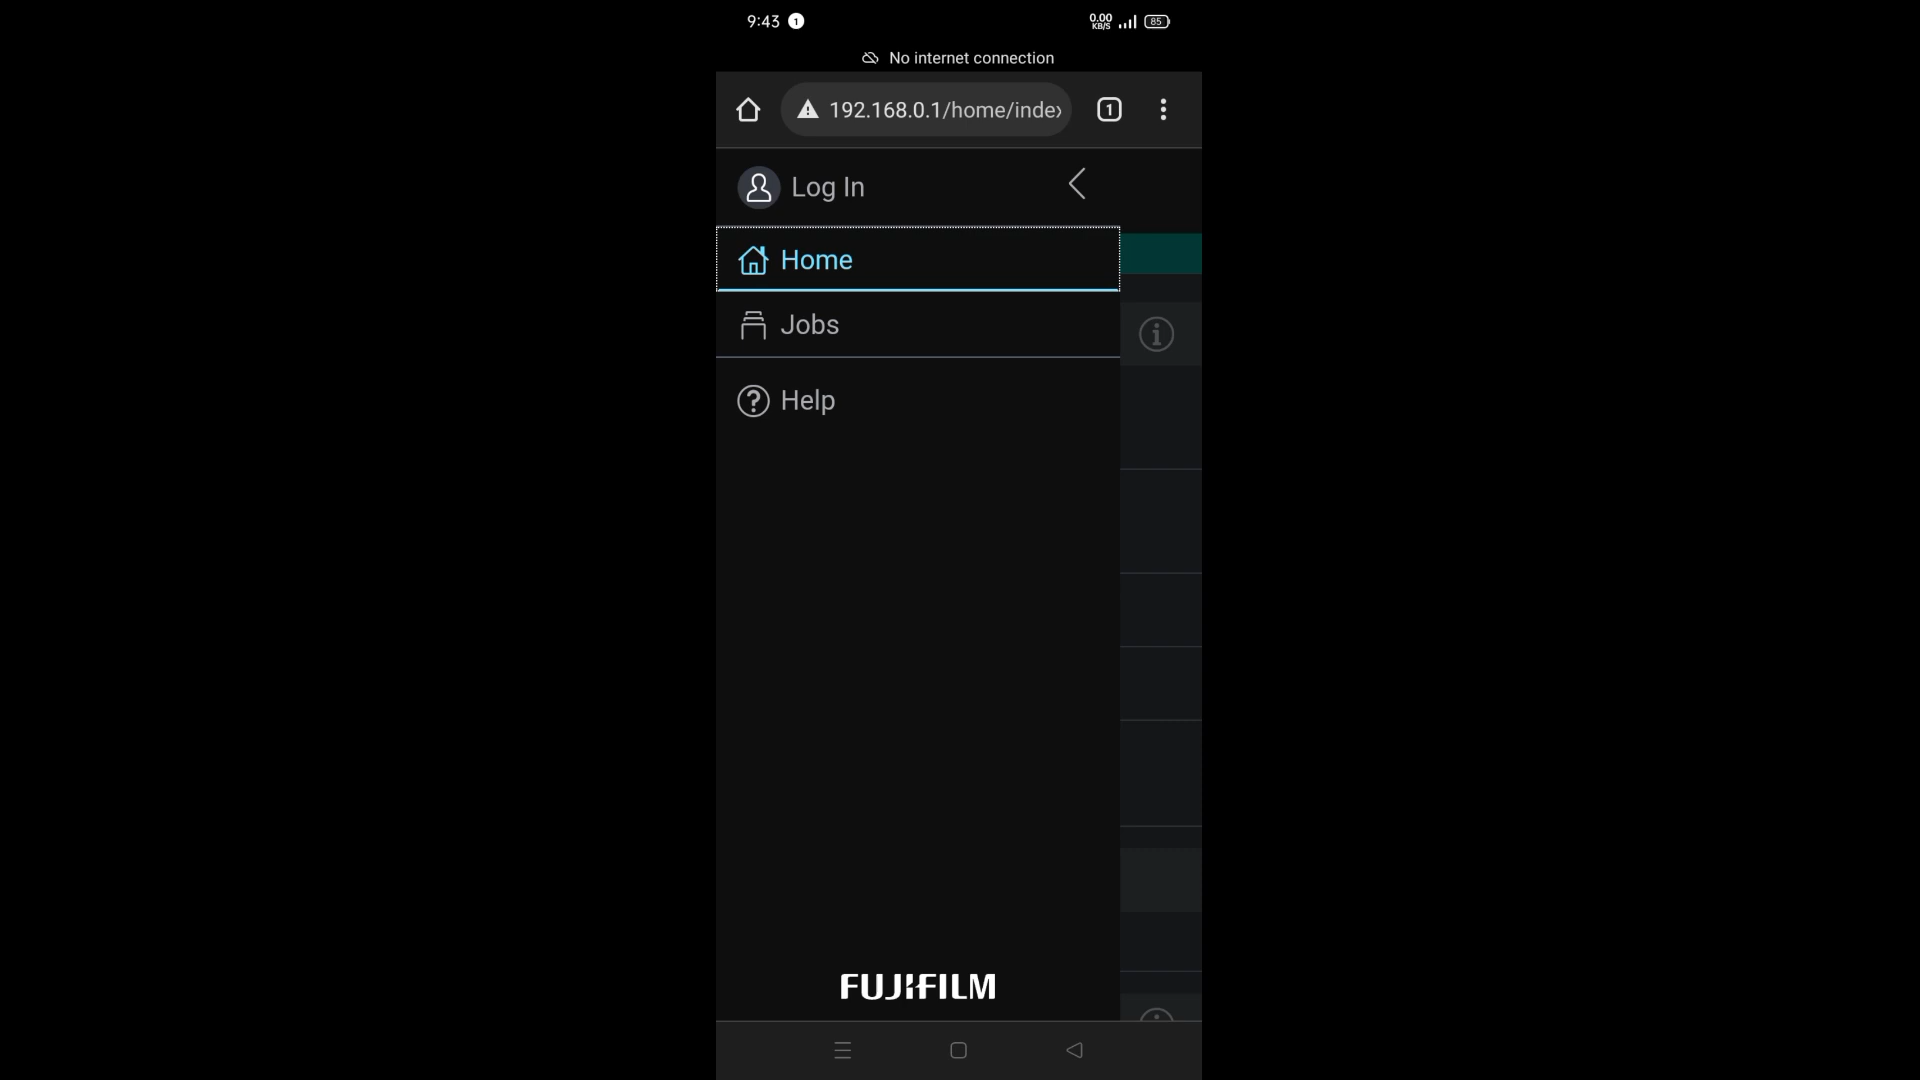 9:43 1 0.00 KB/S 85
No internet connection
192.168.0.1/home/index
1
Log In
Home
Jobs
Help
FUJIFILM